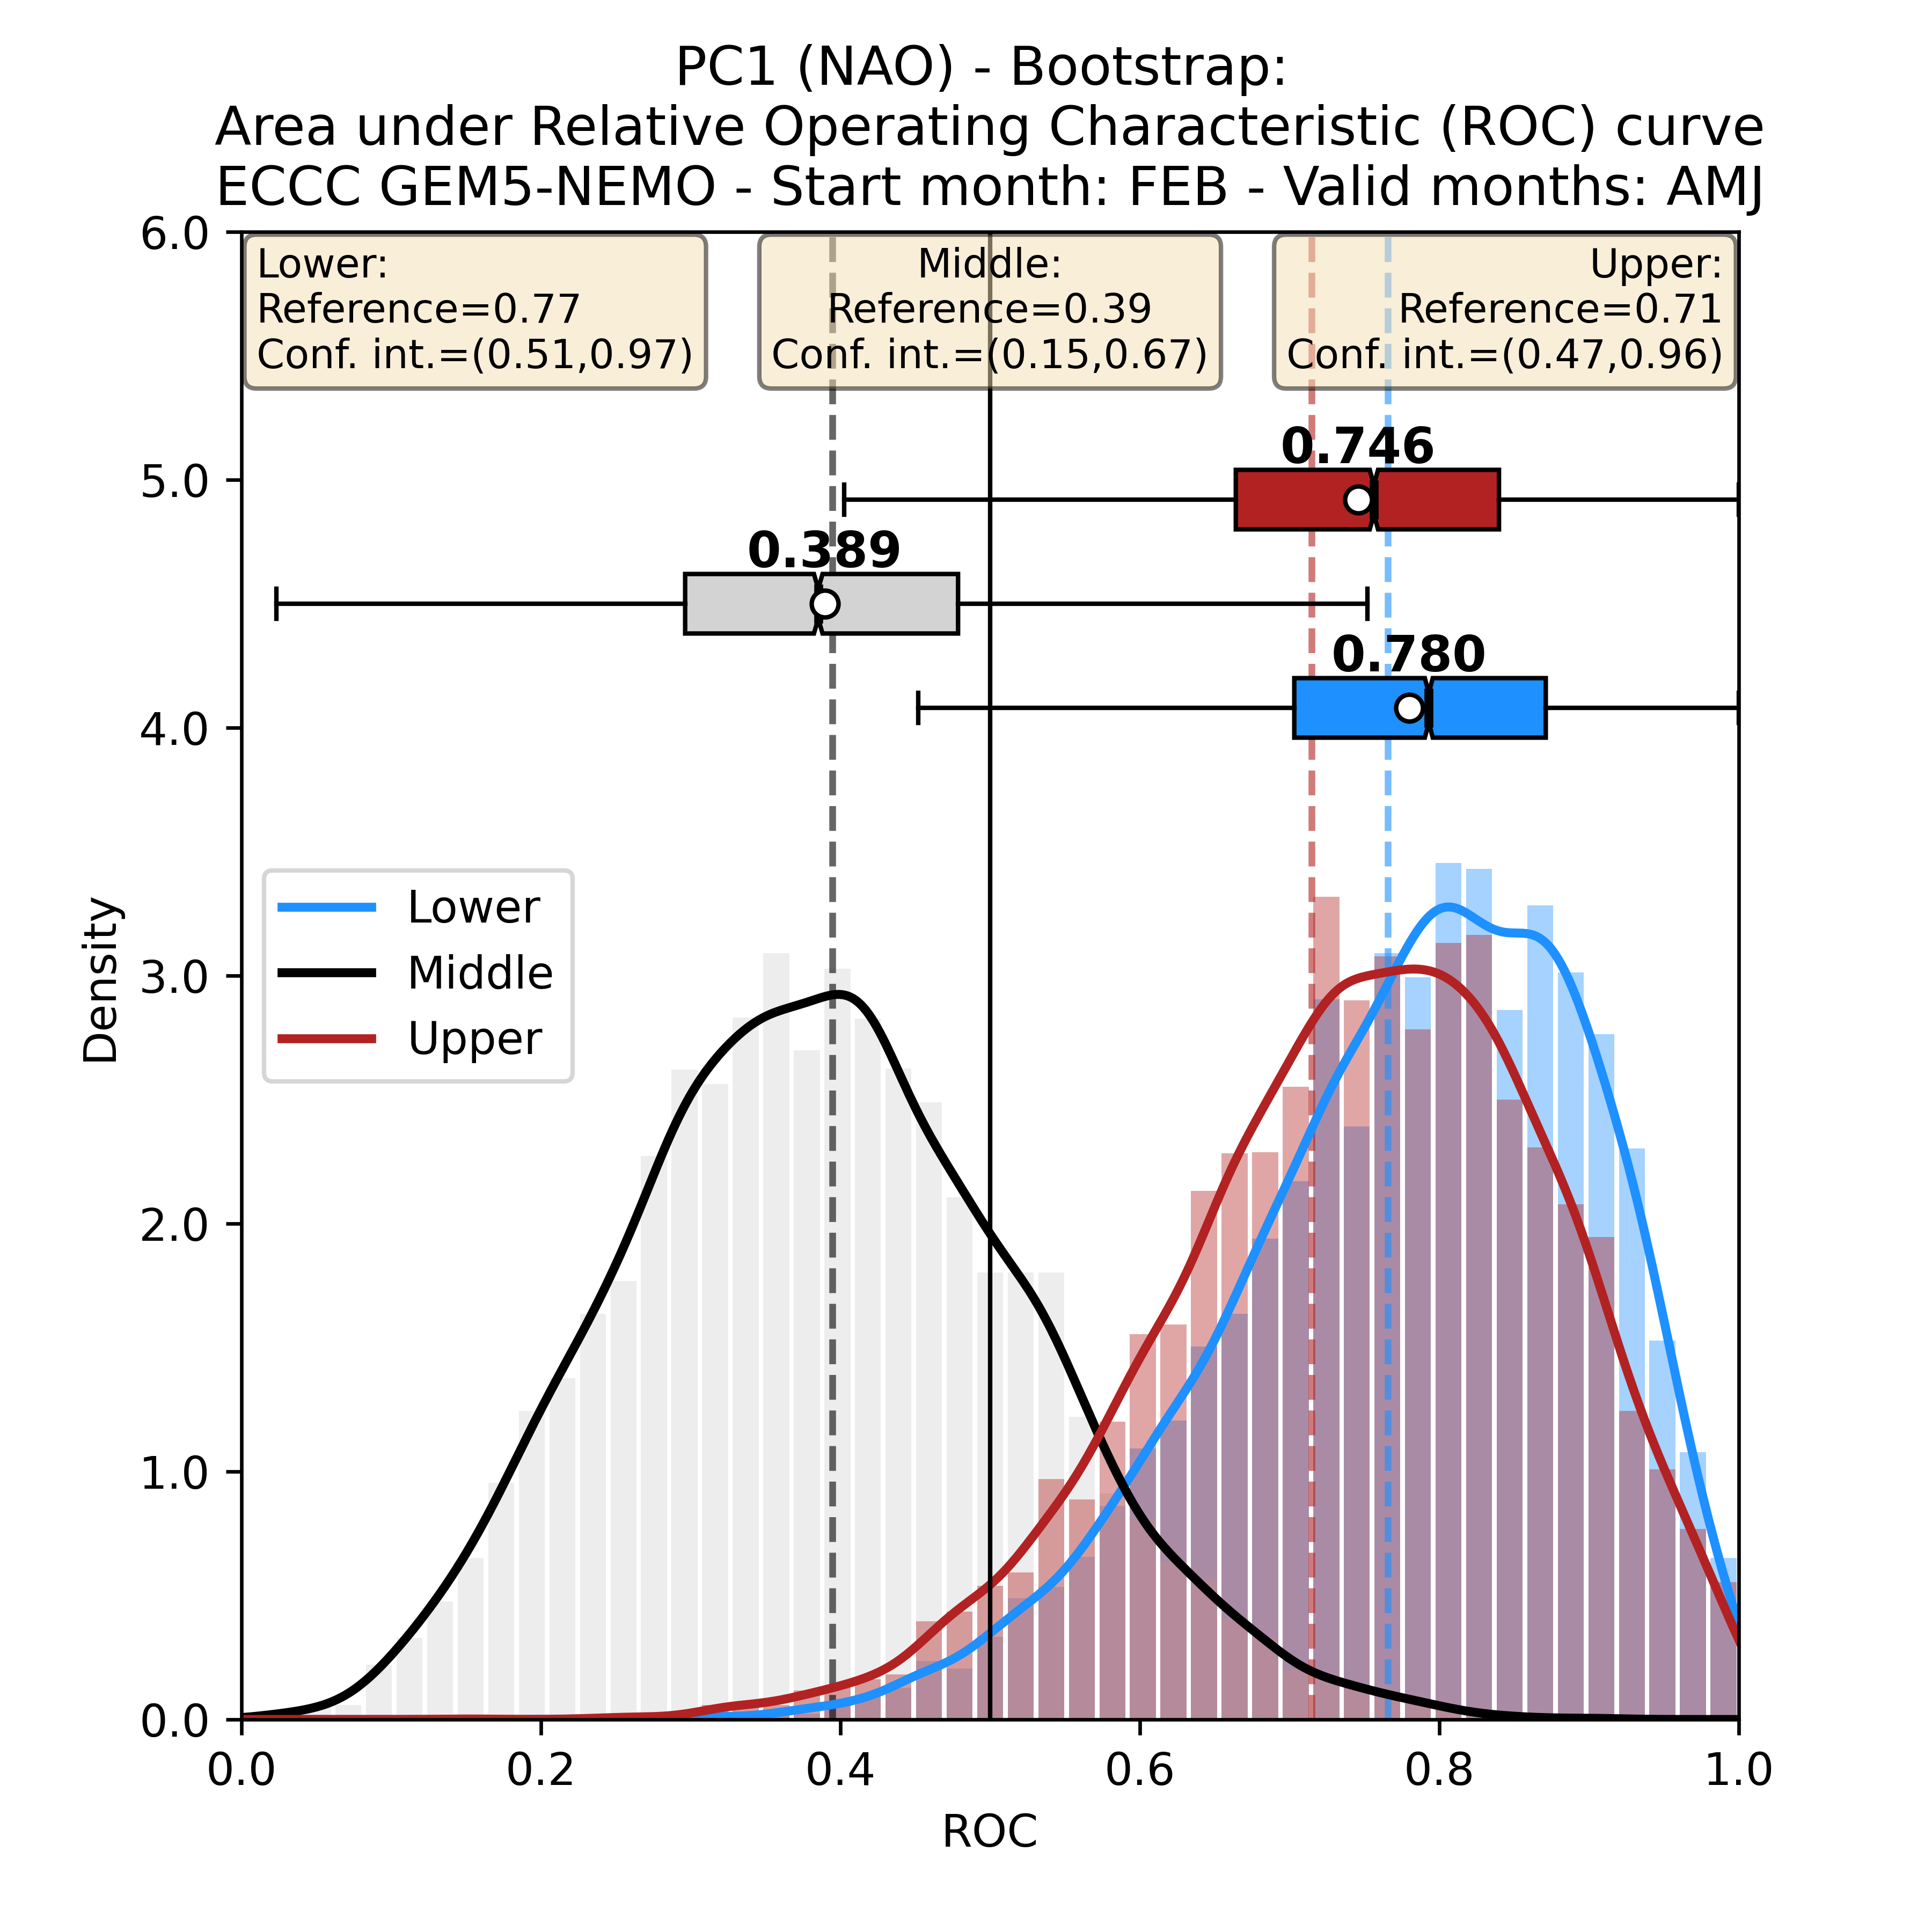 PC1 (NAO) - Bootstrap:
Area under Relative Operating Characteristic (ROC) curve
ECCC GEM5-NEMO - Start month: FEB - Valid months: AMJ
Lower:
Reference=0.77
Conf. int.=(0.51,0.97)
Middle:
Reference=0.39
Conf. int.=(0.15,0.67)
Upper:
Reference=0.71
Conf. int.=(0.47,0.96)
0.746
0.389
0.780
Lower
Middle
Upper
Density
6.0
5.0
4.0
3.0
2.0
1.0
0.0
0.0
0.2
0.4
0.6
0.8
1.0
ROC